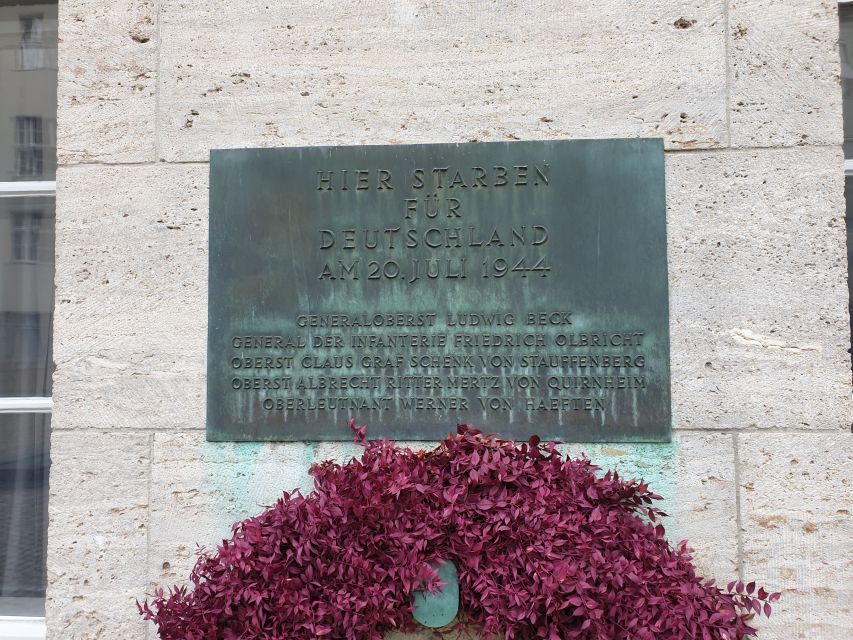 HIER STARBEN
FÜR
DEUTSCHLAND
AM 20. JULI 1944
GENERALOBERST LUDWIG BECK
GENERAL DER INFANTERIE FRIEDRICH OLBRICHT
OBERST CLAUS GRAF SCHENK VON STAUFFENBERG
OBERST ALBRECHT RITTER MERTZ VON QUIRNHEIM
OBERLEUTNANT WERNER VON HAEFTEN